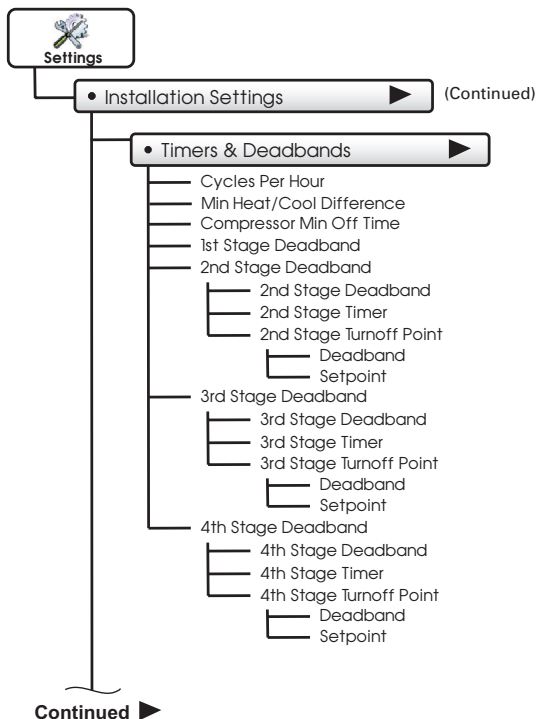 Settings
• Installation Settings ▶ (Continued)
• Timers & Deadbands ▶
Cycles Per Hour
Min Heat/Cool Difference
Compressor Min Off Time
1st Stage Deadband
2nd Stage Deadband
2nd Stage Deadband
2nd Stage Timer
2nd Stage Turnoff Point
Deadband
Setpoint
3rd Stage Deadband
3rd Stage Deadband
3rd Stage Timer
3rd Stage Turnoff Point
Deadband
Setpoint
4th Stage Deadband
4th Stage Deadband
4th Stage Timer
4th Stage Turnoff Point
Deadband
Setpoint
Continued ▶